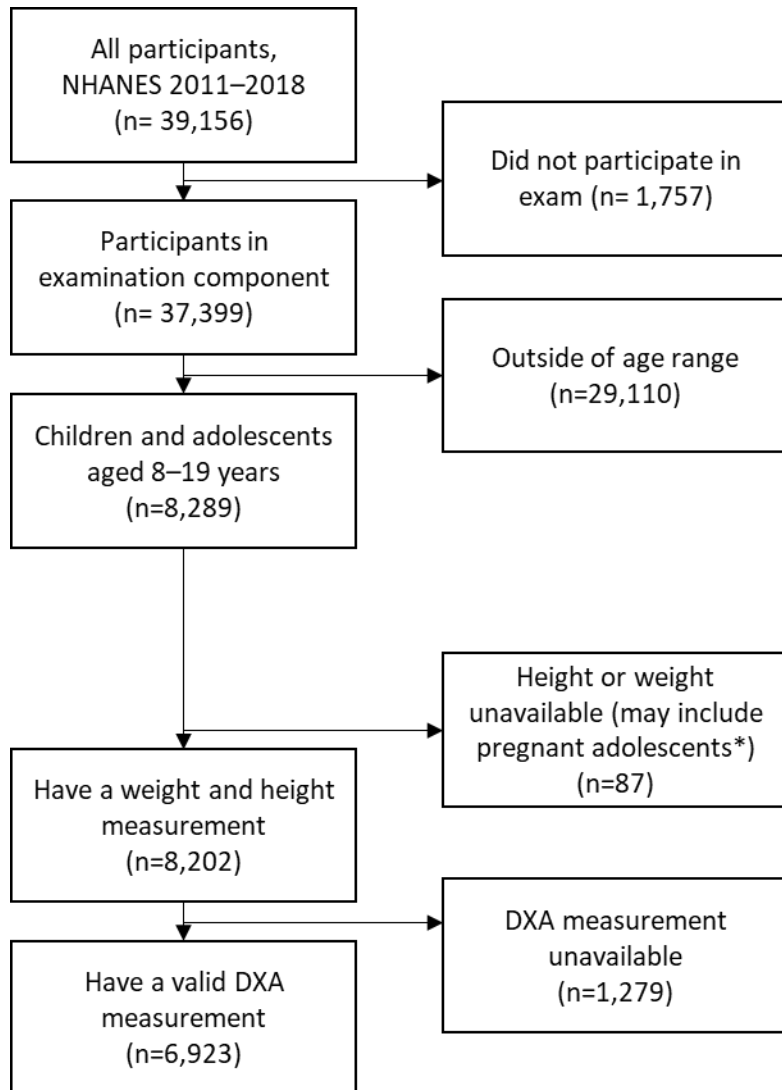 All participants,
NHANES 2011–2018
(n= 39,156)
Did not participate in
exam (n= 1,757)
Participants in
examination component
(n= 37,399)
Outside of age range
(n=29,110)
Children and adolescents
aged 8–19 years
(n=8,289)
Height or weight
unavailable (may include
pregnant adolescents*)
(n=87)
Have a weight and height
measurement
(n=8,202)
DXA measurement
unavailable
(n=1,279)
Have a valid DXA
measurement
(n=6,923)